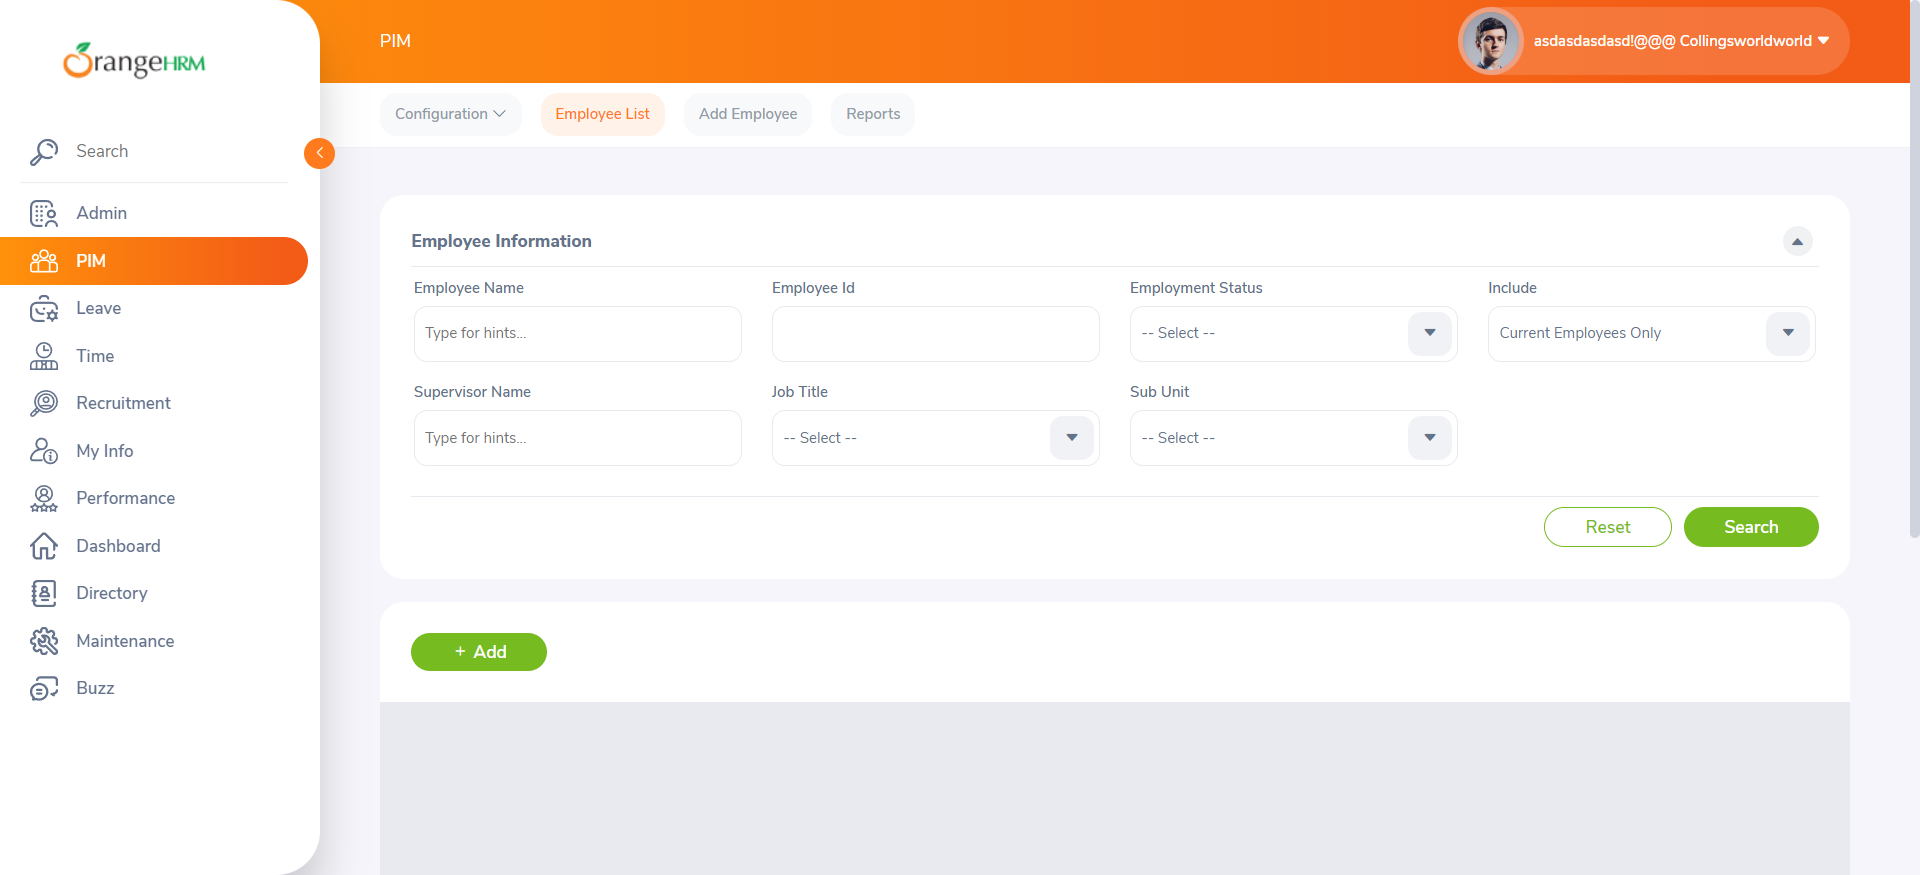 OrangeHRM
Search
Admin
PIM
Leave
Time
Recruitment
My Info
Performance
Dashboard
Directory
Maintenance
Buzz
PIM
asdasdasdasd!@@@ Collingsworldworld
Configuration
Employee List
Add Employee
Reports
Employee Information
Employee Name
Employee Id
Employment Status
Include
Type for hints...
-- Select --
Current Employees Only
Supervisor Name
Job Title
Sub Unit
Type for hints...
-- Select --
-- Select --
Reset
Search
+ Add